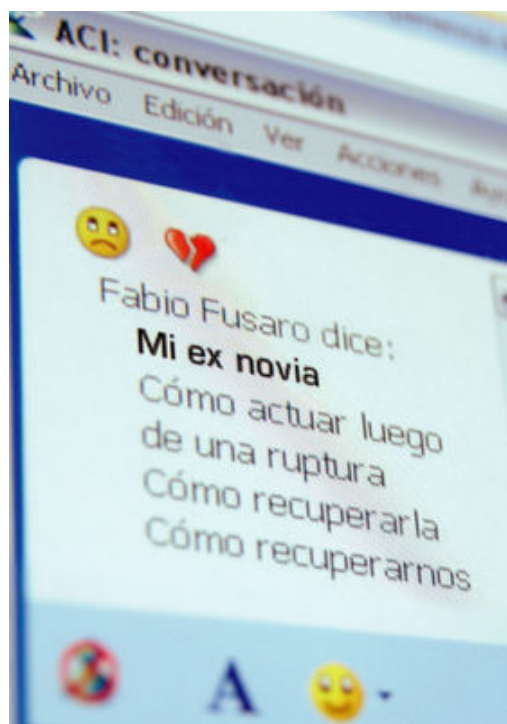 ACI: conversación
Archivo Edición Ver Acciones
Fabio Fusaro dice:
Mi ex novia
Cómo actuar luego
de una ruptura
Cómo recuperarla
Cómo recuperarnos
A